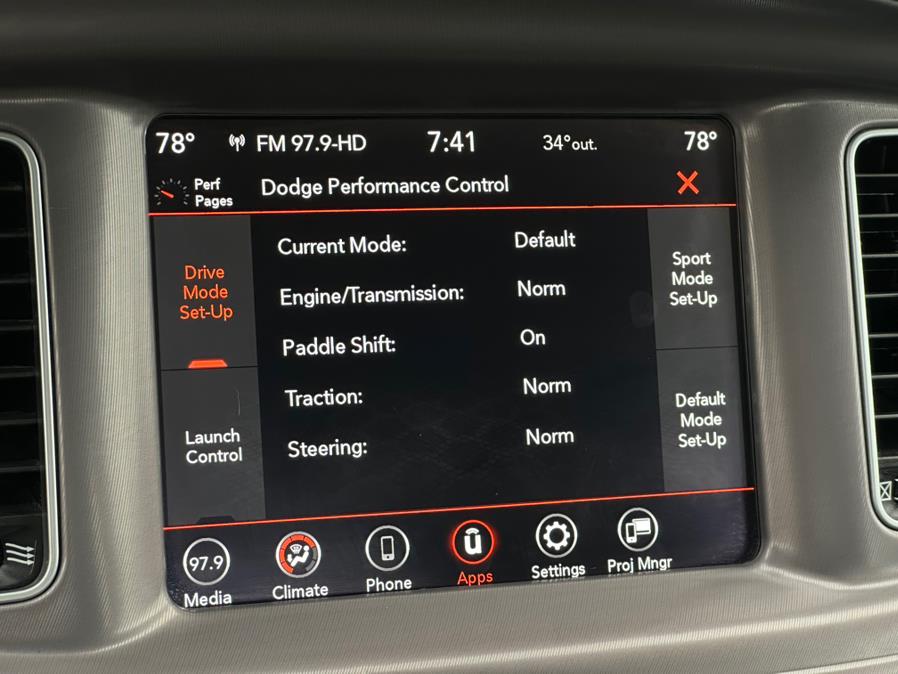 78° FM 97.9-HD 7:41 34°out. 78°
Perf
Pages
Dodge Performance Control
Drive
Mode
Set-Up
Launch
Control
Current Mode: Default
Engine/Transmission: Norm
Paddle Shift: On
Traction: Norm
Steering: Norm
Sport
Mode
Set-Up
Default
Mode
Set-Up
97.9
Media
Climate
Phone
Apps
Settings
Proj Mngr